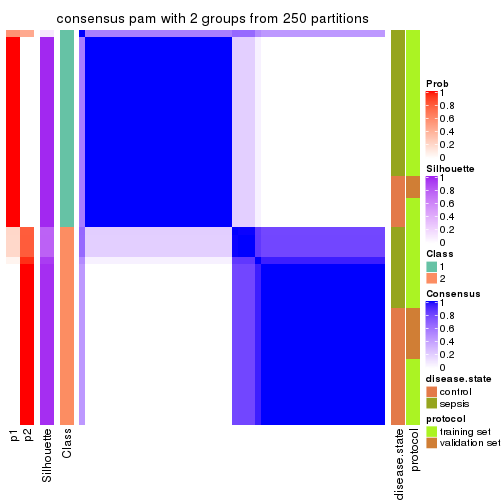 consensus pam with 2 groups from 250 partitions
Prob
1
0.8
0.6
0.4
0.2
0
Silhouette
1
0.8
0.6
0.4
0.2
0
Class
1
2
Consensus
1
0.8
0.6
0.4
0.2
0
disease.state
control
sepsis
protocol
training set
validation set
p1
p2
Silhouette
Class
disease.state
protocol